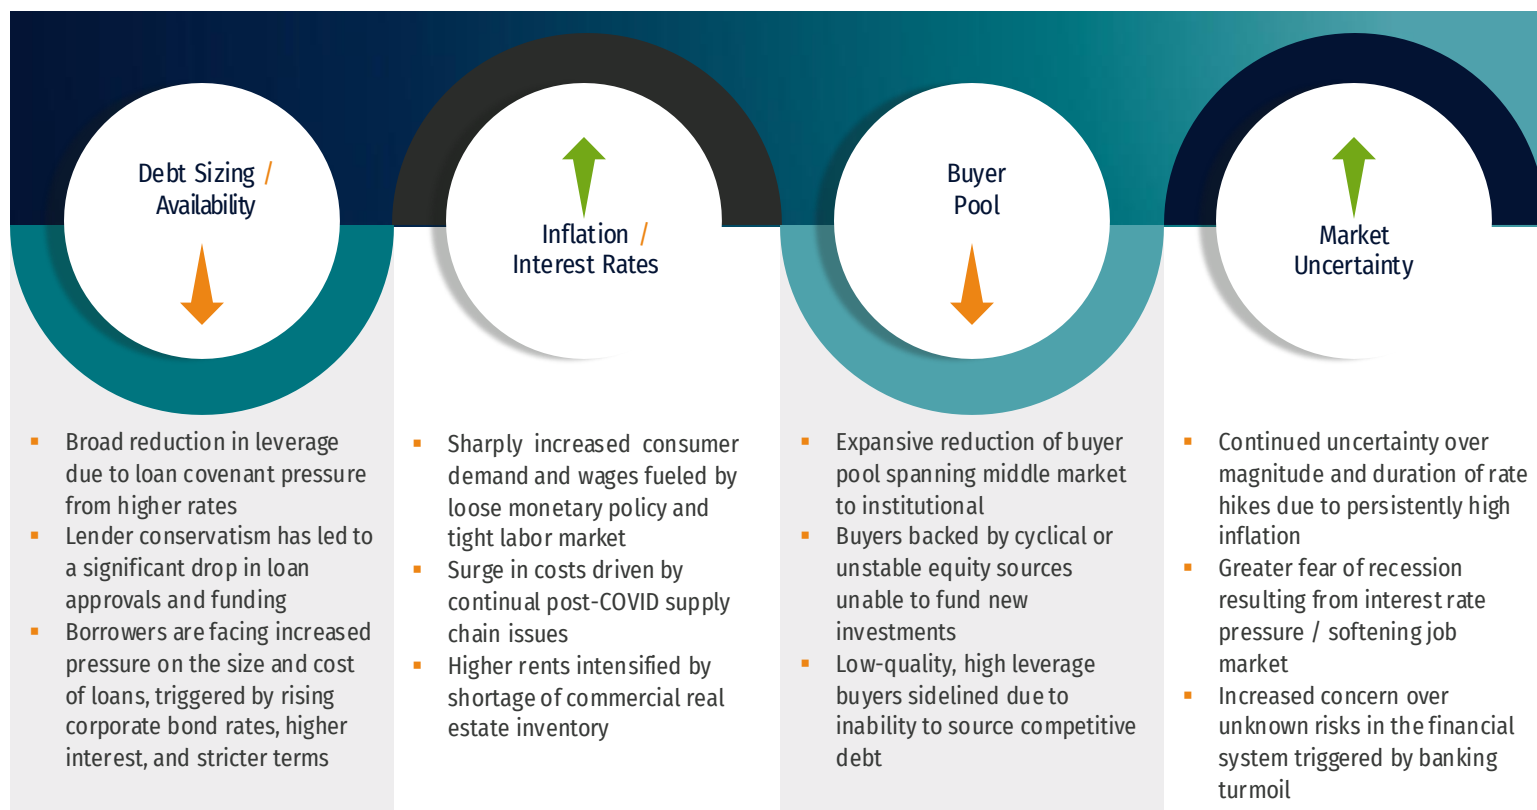 Debt Sizing /
Availability
▪ Broad reduction in leverage
due to loan covenant pressure
from higher rates
▪ Lender conservatism has led to
a significant drop in loan
approvals and funding
▪ Borrowers are facing increased
pressure on the size and cost
of loans, triggered by rising
corporate bond rates, higher
interest, and stricter terms
Inflation /
Interest Rates
▪ Sharply increased consumer
demand and wages fueled by
loose monetary policy and
tight labor market
▪ Surge in costs driven by
continual post-COVID supply
chain issues
▪ Higher rents intensified by
shortage of commercial real
estate inventory
Buyer
Pool
▪ Expansive reduction of buyer
pool spanning middle market
to institutional
▪ Buyers backed by cyclical or
unstable equity sources
unable to fund new
investments
▪ Low-quality, high leverage
buyers sidelined due to
inability to source competitive
debt
Market
Uncertainty
▪ Continued uncertainty over
magnitude and duration of rate
hikes due to persistently high
inflation
▪ Greater fear of recession
resulting from interest rate
pressure / softening job
market
▪ Increased concern over
unknown risks in the financial
system triggered by banking
turmoil